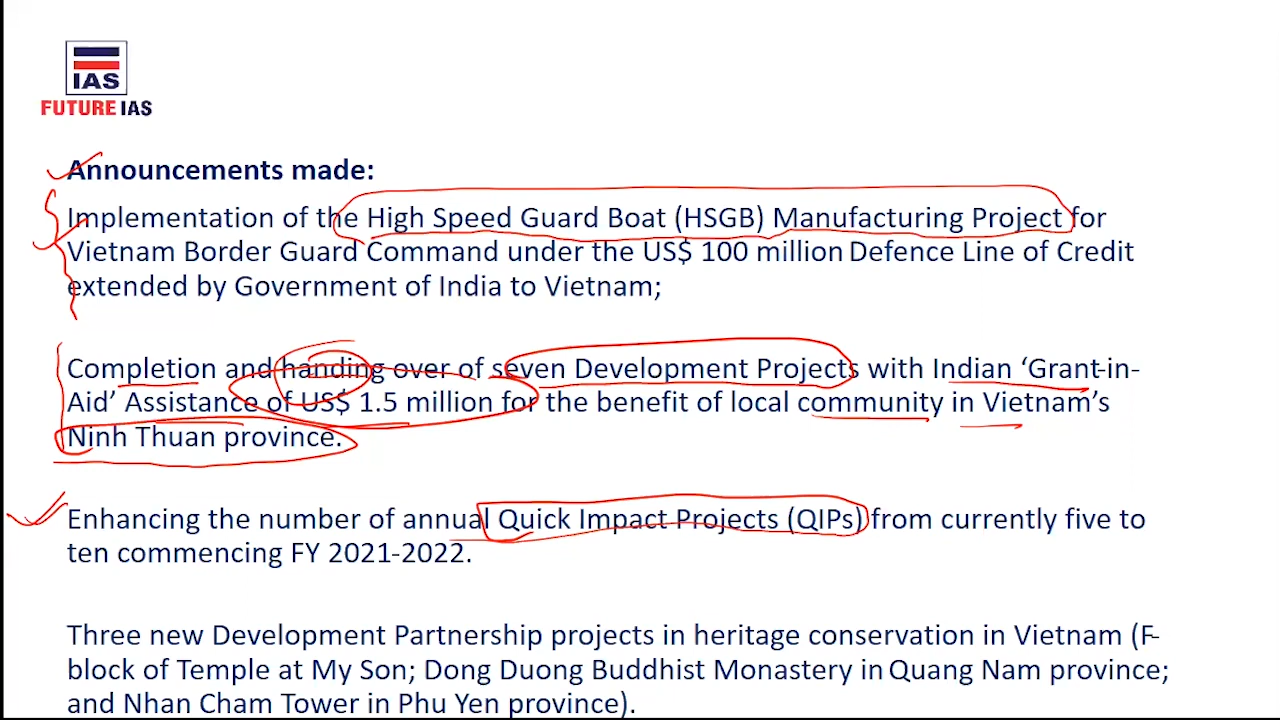 IAS
FUTURE IAS
Announcements made:
Implementation of the High Speed Guard Boat (HSGB) Manufacturing Project for
Vietnam Border Guard Command under the US$ 100 million Defence Line of Credit
extended by Government of India to Vietnam;
Completion and handing over of seven Development Projects with Indian ‘Grant-in-
Aid’ Assistance of US$ 1.5 million for the benefit of local community in Vietnam’s
Ninh Thuan province.
Enhancing the number of annual Quick Impact Projects (QIPs) from currently five to
ten commencing FY 2021-2022.
Three new Development Partnership projects in heritage conservation in Vietnam (F-
block of Temple at My Son; Dong Duong Buddhist Monastery in Quang Nam province;
and Nhan Cham Tower in Phu Yen province).